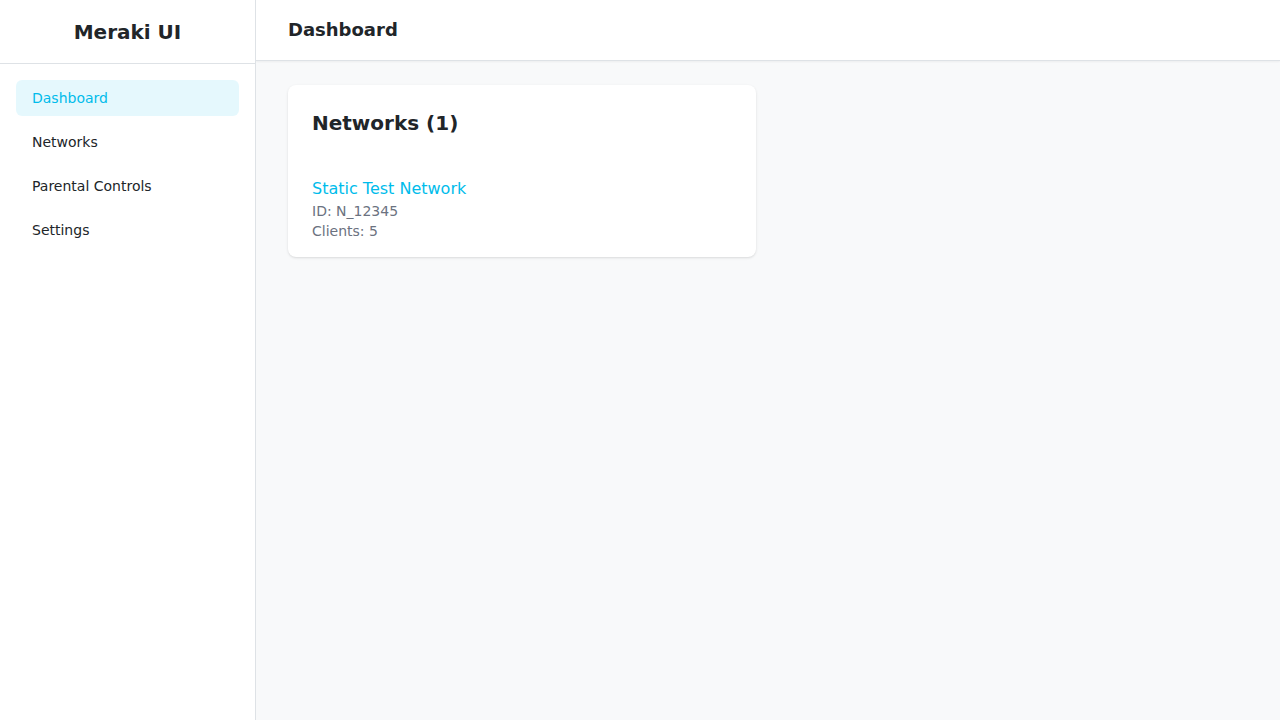 Meraki UI
Dashboard
Networks
Parental Controls
Settings
Dashboard
Networks (1)
Static Test Network
ID: N_12345
Clients: 5